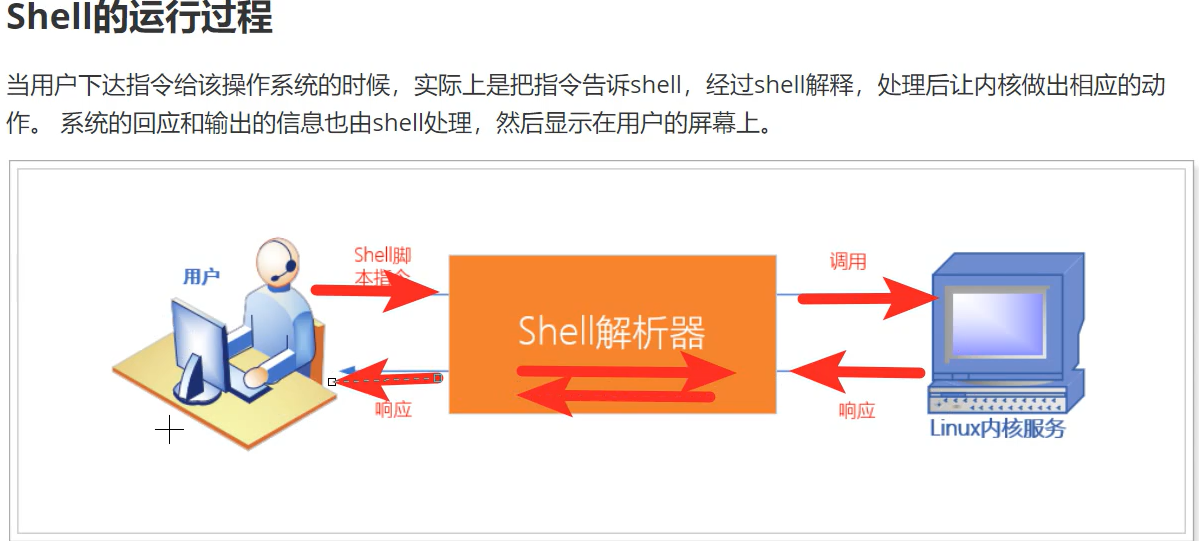 Shell的运行过程
当用户下达指令给该操作系统的时候，实际上是把指令告诉shell，经过shell解释，处理后让内核做出相应的动
作。 系统的回应和输出的信息也由shell处理，然后显示在用户的屏幕上。
用户
Shell脚
本指令
调用
Shell解析器
响应
响应
Linux内核服务